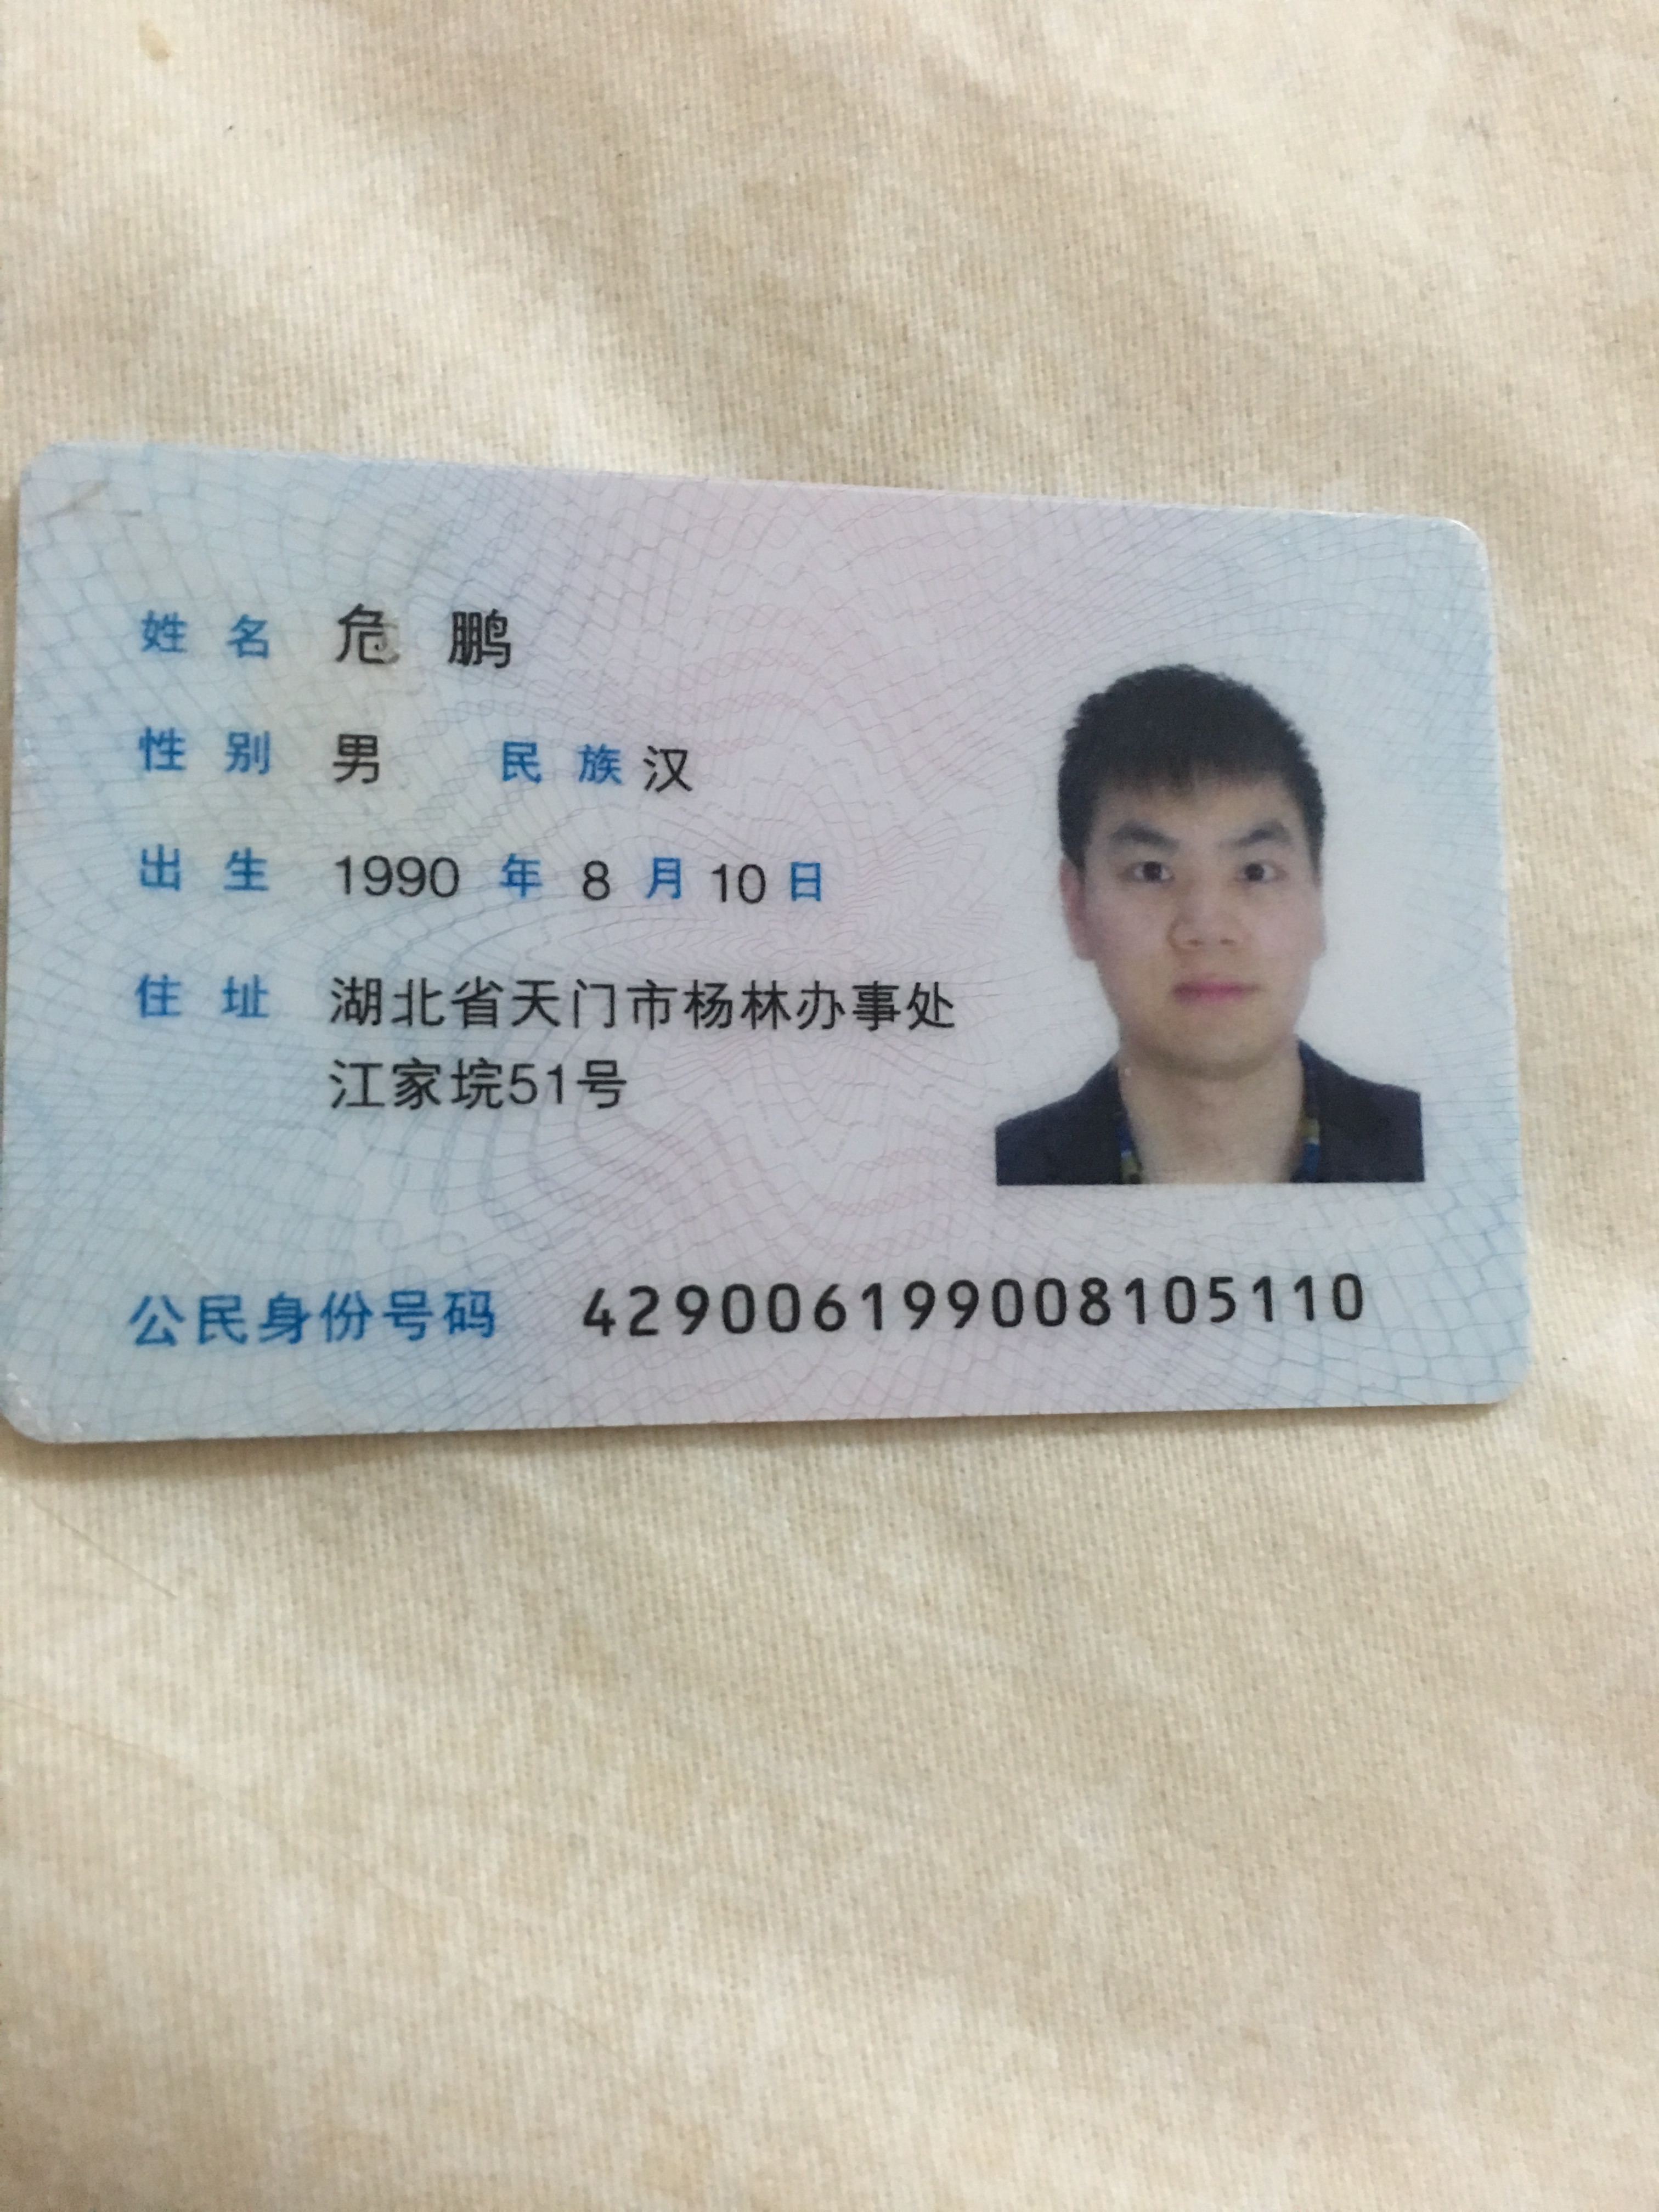 姓名 危鹏
性别 男 民族 汉
出生 1990 年 8 月 10 日
住址 湖北省天门市杨林办事处
江家垸51号
公民身份号码 429006199008105110